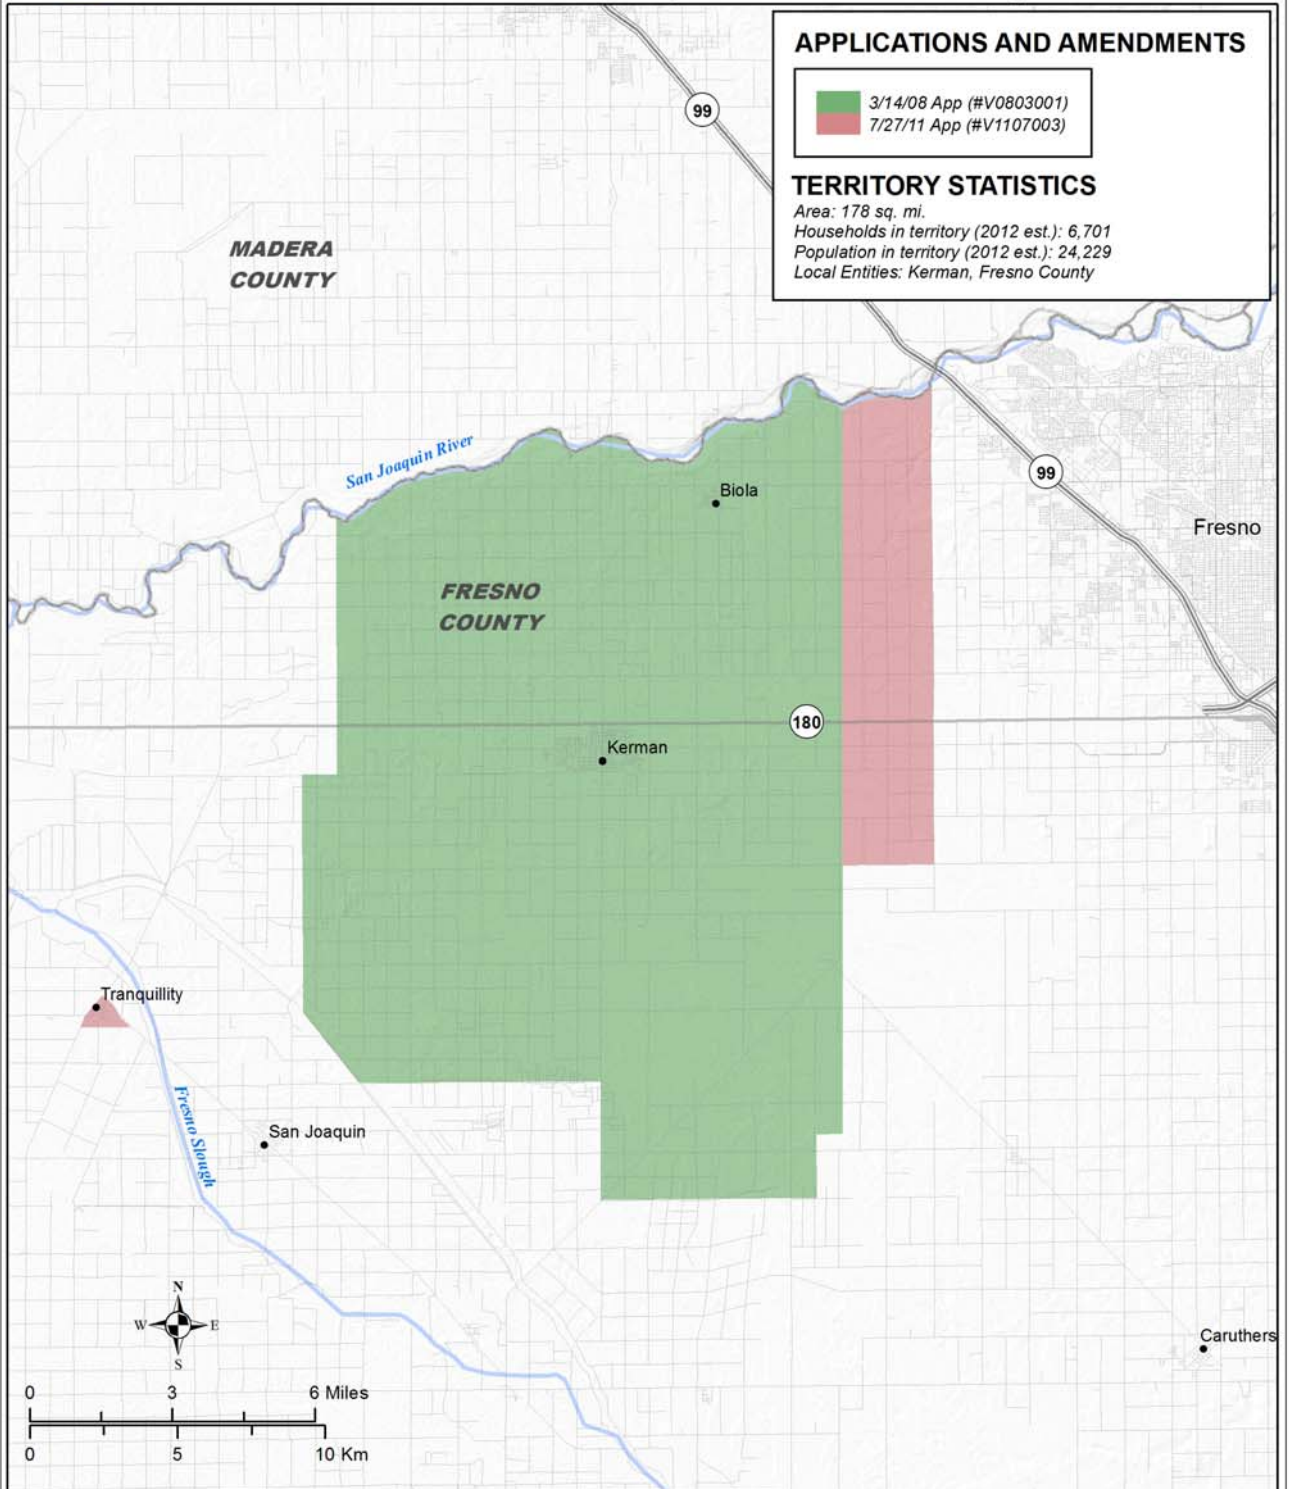 APPLICATIONS AND AMENDMENTS
3/14/08 App (#V0803001)
7/27/11 App (#V1107003)
TERRITORY STATISTICS
Area: 178 sq. mi.
Households in territory (2012 est.): 6,701
Population in territory (2012 est.): 24,229
Local Entities: Kerman, Fresno County
99
MADERA
COUNTY
San Joaquin River
99
Biola
Fresno
FRESNO
COUNTY
180
Kerman
Tranquillity
Fresno Slough
San Joaquin
N
W E
S
Caruthers
0 3 6 Miles
0 5 10 Km